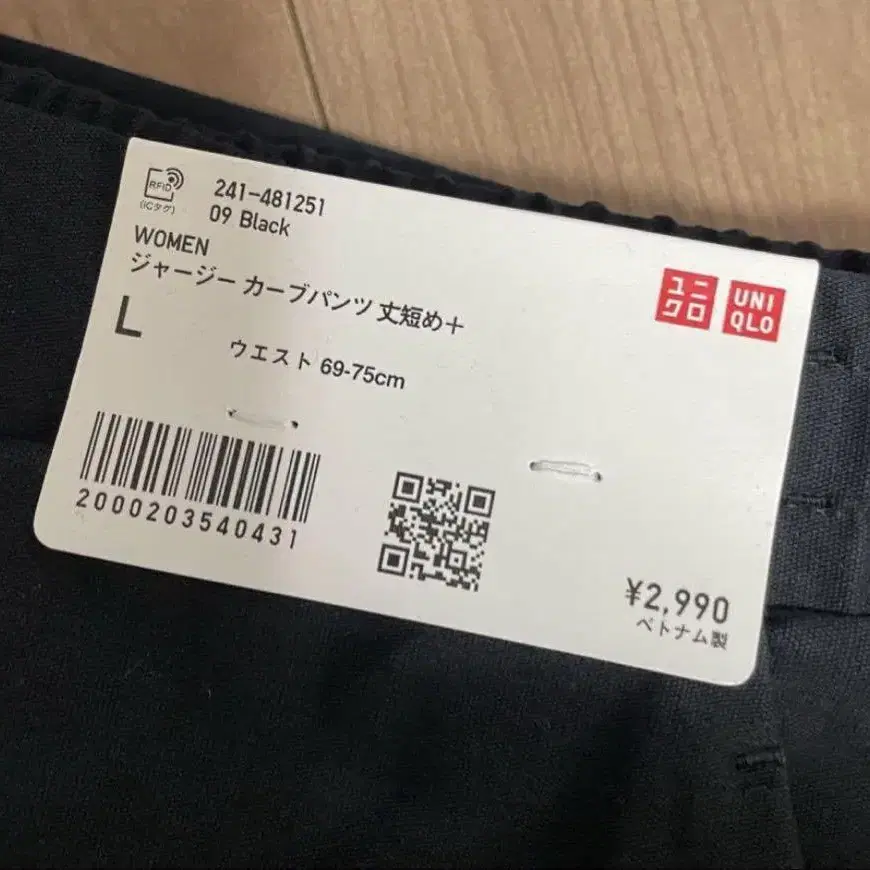 RFID
(ICタグ)
241-481251
09 Black
WOMEN
ジャージー カーブパンツ 丈短め+
L
ウエスト 69-75cm
ユニ
クロ
UNI
QLO
2000203540431
¥2,990
ベトナム製